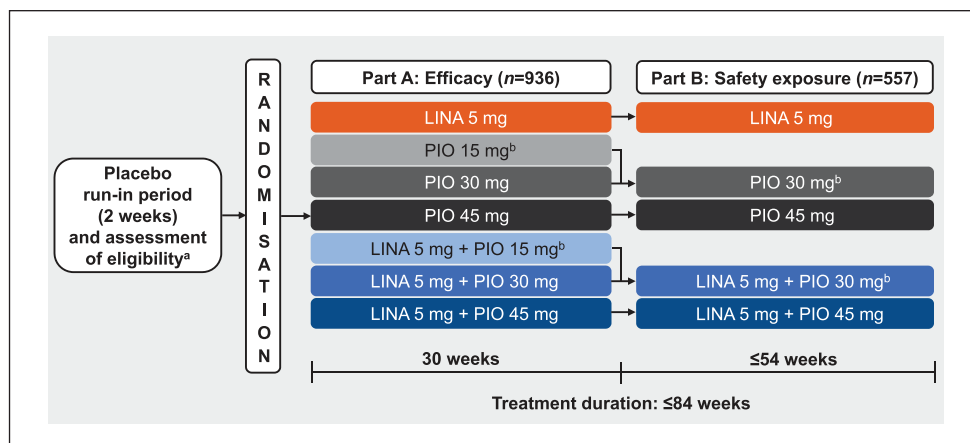 Placebo
run-in period
(2 weeks)
and assessment
of eligibilityᵃ
RANDOMISATION
Part A: Efficacy (n=936)
Part B: Safety exposure (n=557)
LINA 5 mg
LINA 5 mg
PIO 15 mgᵇ
PIO 30 mg
PIO 30 mgᵇ
PIO 45 mg
PIO 45 mg
LINA 5 mg + PIO 15 mgᵇ
LINA 5 mg + PIO 30 mg
LINA 5 mg + PIO 30 mgᵇ
LINA 5 mg + PIO 45 mg
LINA 5 mg + PIO 45 mg
30 weeks
≤54 weeks
Treatment duration: ≤84 weeks